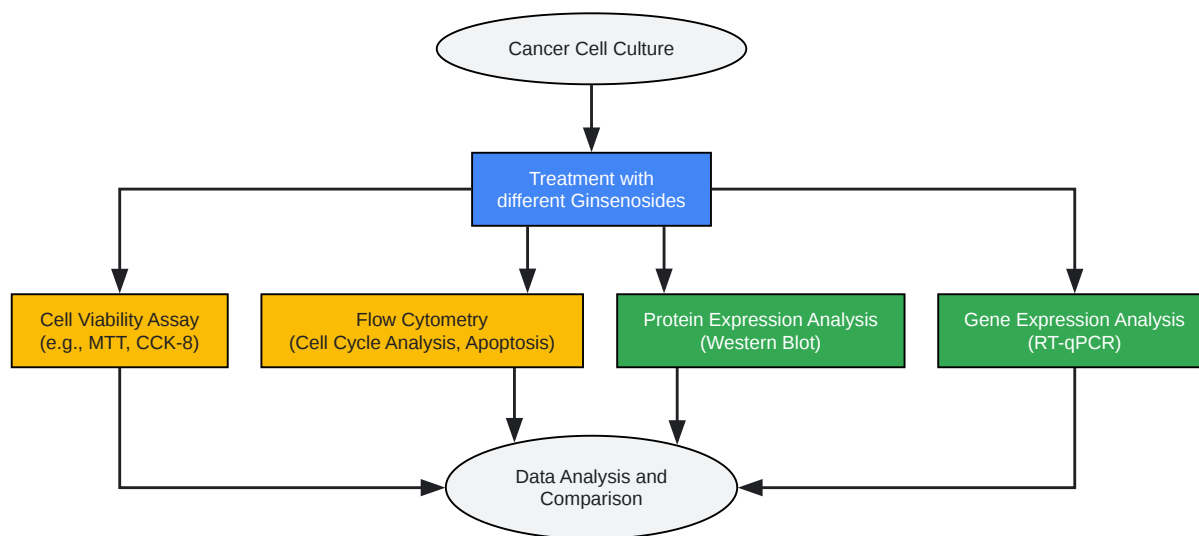 Cancer Cell Culture
Treatment with
different Ginsenosides
Cell Viability Assay
(e.g., MTT, CCK-8)
Flow Cytometry
(Cell Cycle Analysis, Apoptosis)
Protein Expression Analysis
(Western Blot)
Gene Expression Analysis
(RT-qPCR)
Data Analysis and
Comparison